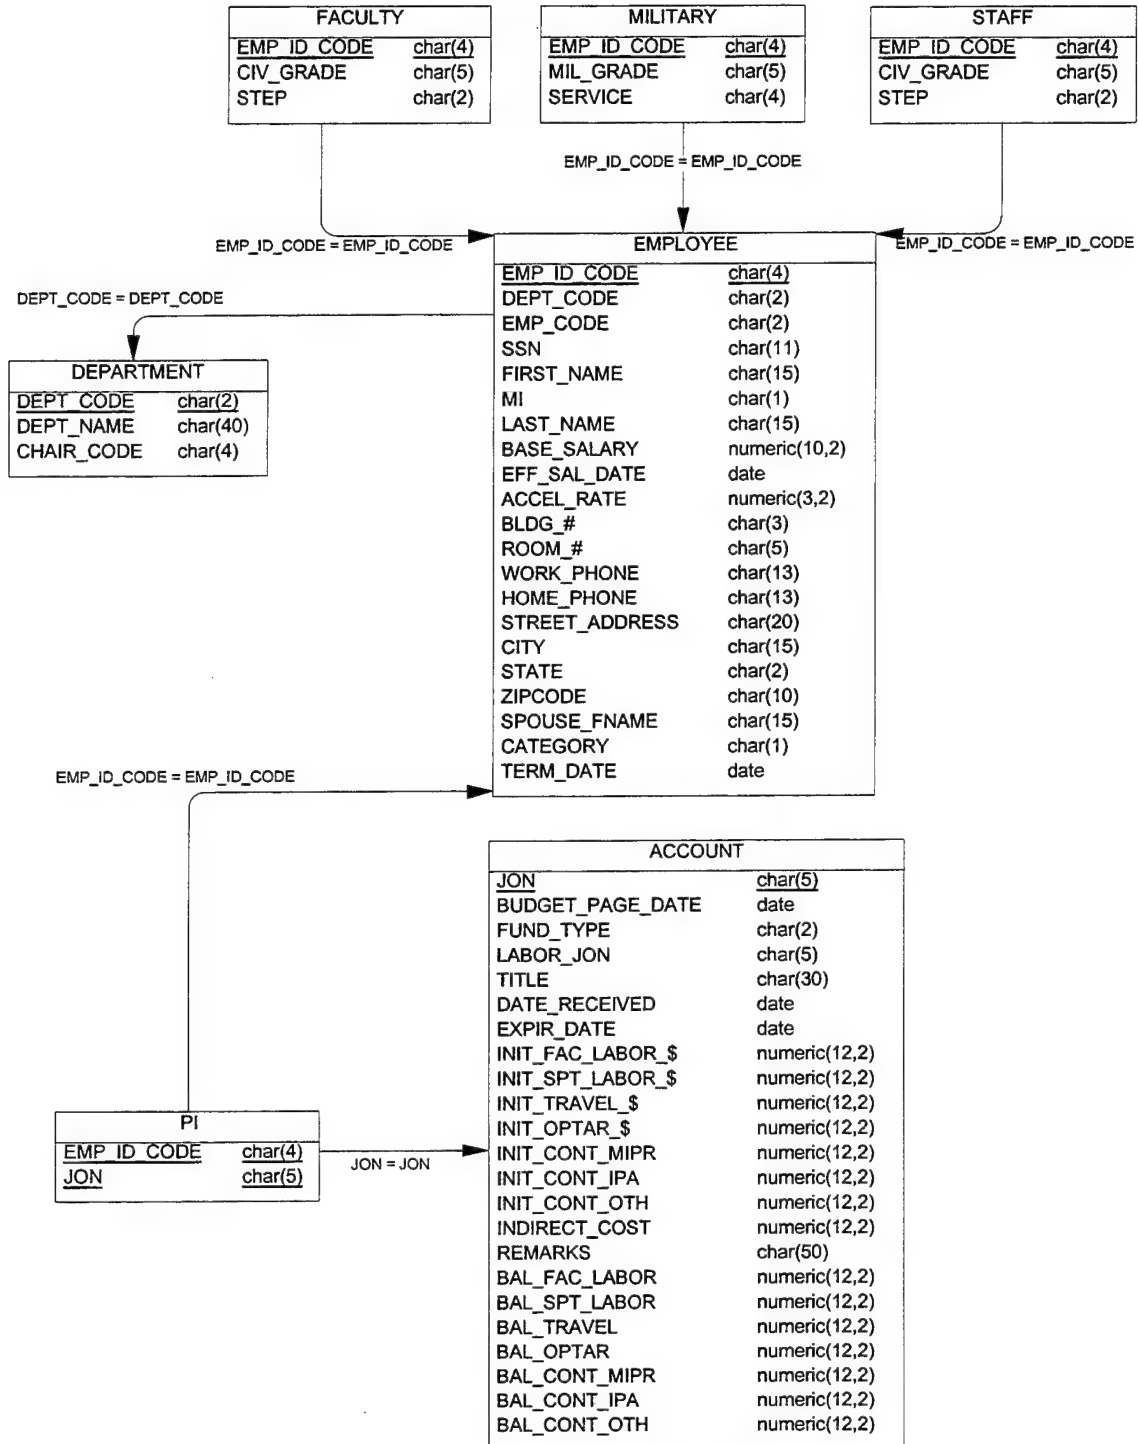 FACULTY
EMP_ID_CODE char(4)
CIV_GRADE char(5)
STEP char(2)
MILITARY
EMP_ID_CODE char(4)
MIL_GRADE char(5)
SERVICE char(4)
STAFF
EMP_ID_CODE char(4)
CIV_GRADE char(5)
STEP char(2)
EMP_ID_CODE = EMP_ID_CODE
EMP_ID_CODE = EMP_ID_CODE
EMP_ID_CODE = EMP_ID_CODE
DEPT_CODE = DEPT_CODE
EMPLOYEE
EMP_ID_CODE char(4)
DEPT_CODE char(2)
EMP_CODE char(2)
SSN char(11)
FIRST_NAME char(15)
MI char(1)
LAST_NAME char(15)
BASE_SALARY numeric(10,2)
EFF_SAL_DATE date
ACCEL_RATE numeric(3,2)
BLDG_# char(3)
ROOM_# char(5)
WORK_PHONE char(13)
HOME_PHONE char(13)
STREET_ADDRESS char(20)
CITY char(15)
STATE char(2)
ZIPCODE char(10)
SPOUSE_FNAME char(15)
CATEGORY char(1)
TERM_DATE date
DEPARTMENT
DEPT_CODE char(2)
DEPT_NAME char(40)
CHAIR_CODE char(4)
EMP_ID_CODE = EMP_ID_CODE
ACCOUNT
JON char(5)
BUDGET_PAGE_DATE date
FUND_TYPE char(2)
LABOR_JON char(5)
TITLE char(30)
DATE_RECEIVED date
EXPIR_DATE date
INIT_FAC_LABOR_$ numeric(12,2)
INIT_SPT_LABOR_$ numeric(12,2)
INIT_TRAVEL_$ numeric(12,2)
INIT_OPTAR_$ numeric(12,2)
INIT_CONT_MIPR numeric(12,2)
INIT_CONT_IPA numeric(12,2)
INIT_CONT_OTH numeric(12,2)
INDIRECT_COST numeric(12,2)
REMARKS char(50)
BAL_FAC_LABOR numeric(12,2)
BAL_SPT_LABOR numeric(12,2)
BAL_TRAVEL numeric(12,2)
BAL_OPTAR numeric(12,2)
BAL_CONT_MIPR numeric(12,2)
BAL_CONT_IPA numeric(12,2)
BAL_CONT_OTH numeric(12,2)
PI
EMP_ID_CODE char(4)
JON char(5)
JON = JON